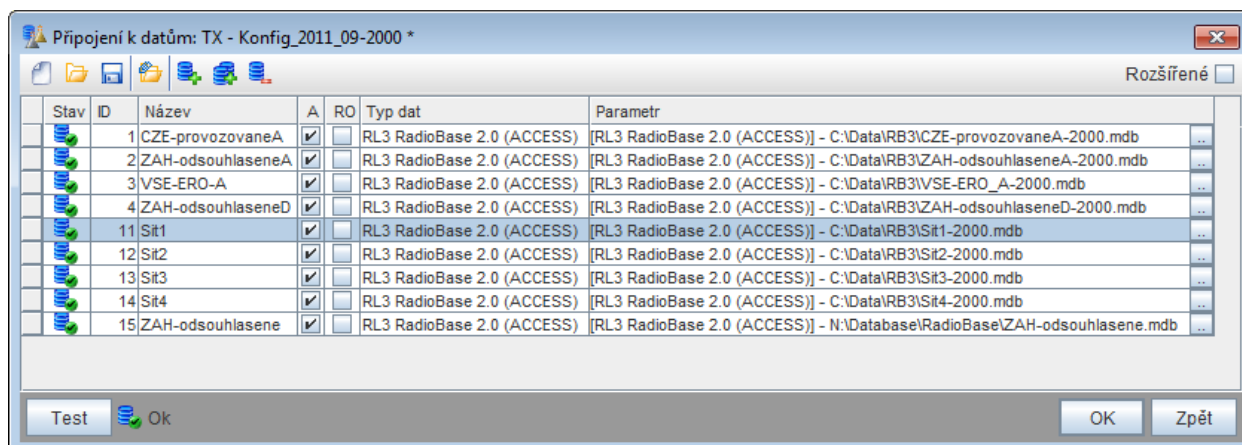 Připojení k datům: TX - Konfig_2011_09-2000 *
Rozšířené
Stav ID Název A RO Typ dat Parametr
1 CZE-provozovaneA RL3 RadioBase 2.0 (ACCESS) [RL3 RadioBase 2.0 (ACCESS)] - C:\Data\RB3\CZE-provozovaneA-2000.mdb ..
2 ZAH-odsouhlaseneA RL3 RadioBase 2.0 (ACCESS) [RL3 RadioBase 2.0 (ACCESS)] - C:\Data\RB3\ZAH-odsouhlaseneA-2000.mdb ..
3 VSE-ERO-A RL3 RadioBase 2.0 (ACCESS) [RL3 RadioBase 2.0 (ACCESS)] - C:\Data\RB3\VSE-ERO_A-2000.mdb ..
4 ZAH-odsouhlaseneD RL3 RadioBase 2.0 (ACCESS) [RL3 RadioBase 2.0 (ACCESS)] - C:\Data\RB3\ZAH-odsouhlaseneD-2000.mdb ..
11 Sit1 RL3 RadioBase 2.0 (ACCESS) [RL3 RadioBase 2.0 (ACCESS)] - C:\Data\RB3\Sit1-2000.mdb ..
12 Sit2 RL3 RadioBase 2.0 (ACCESS) [RL3 RadioBase 2.0 (ACCESS)] - C:\Data\RB3\Sit2-2000.mdb ..
13 Sit3 RL3 RadioBase 2.0 (ACCESS) [RL3 RadioBase 2.0 (ACCESS)] - C:\Data\RB3\Sit3-2000.mdb ..
14 Sit4 RL3 RadioBase 2.0 (ACCESS) [RL3 RadioBase 2.0 (ACCESS)] - C:\Data\RB3\Sit4-2000.mdb ..
15 ZAH-odsouhlasene RL3 RadioBase 2.0 (ACCESS) [RL3 RadioBase 2.0 (ACCESS)] - N:\Database\RadioBase\ZAH-odsouhlasene.mdb ..
Test Ok OK Zpět